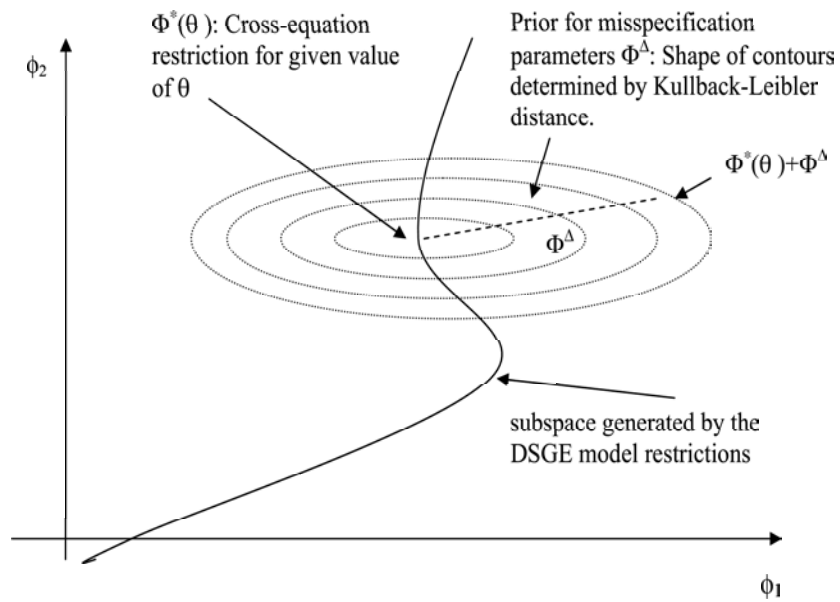 Φ*(θ ): Cross-equation
restriction for given value
of θ
Prior for misspecification
parameters Φ^Δ: Shape of contours
determined by Kullback-Leibler
distance.
ϕ₂
Φ*(θ )+Φ^Δ
Φ^Δ
subspace generated by the
DSGE model restrictions
ϕ₁